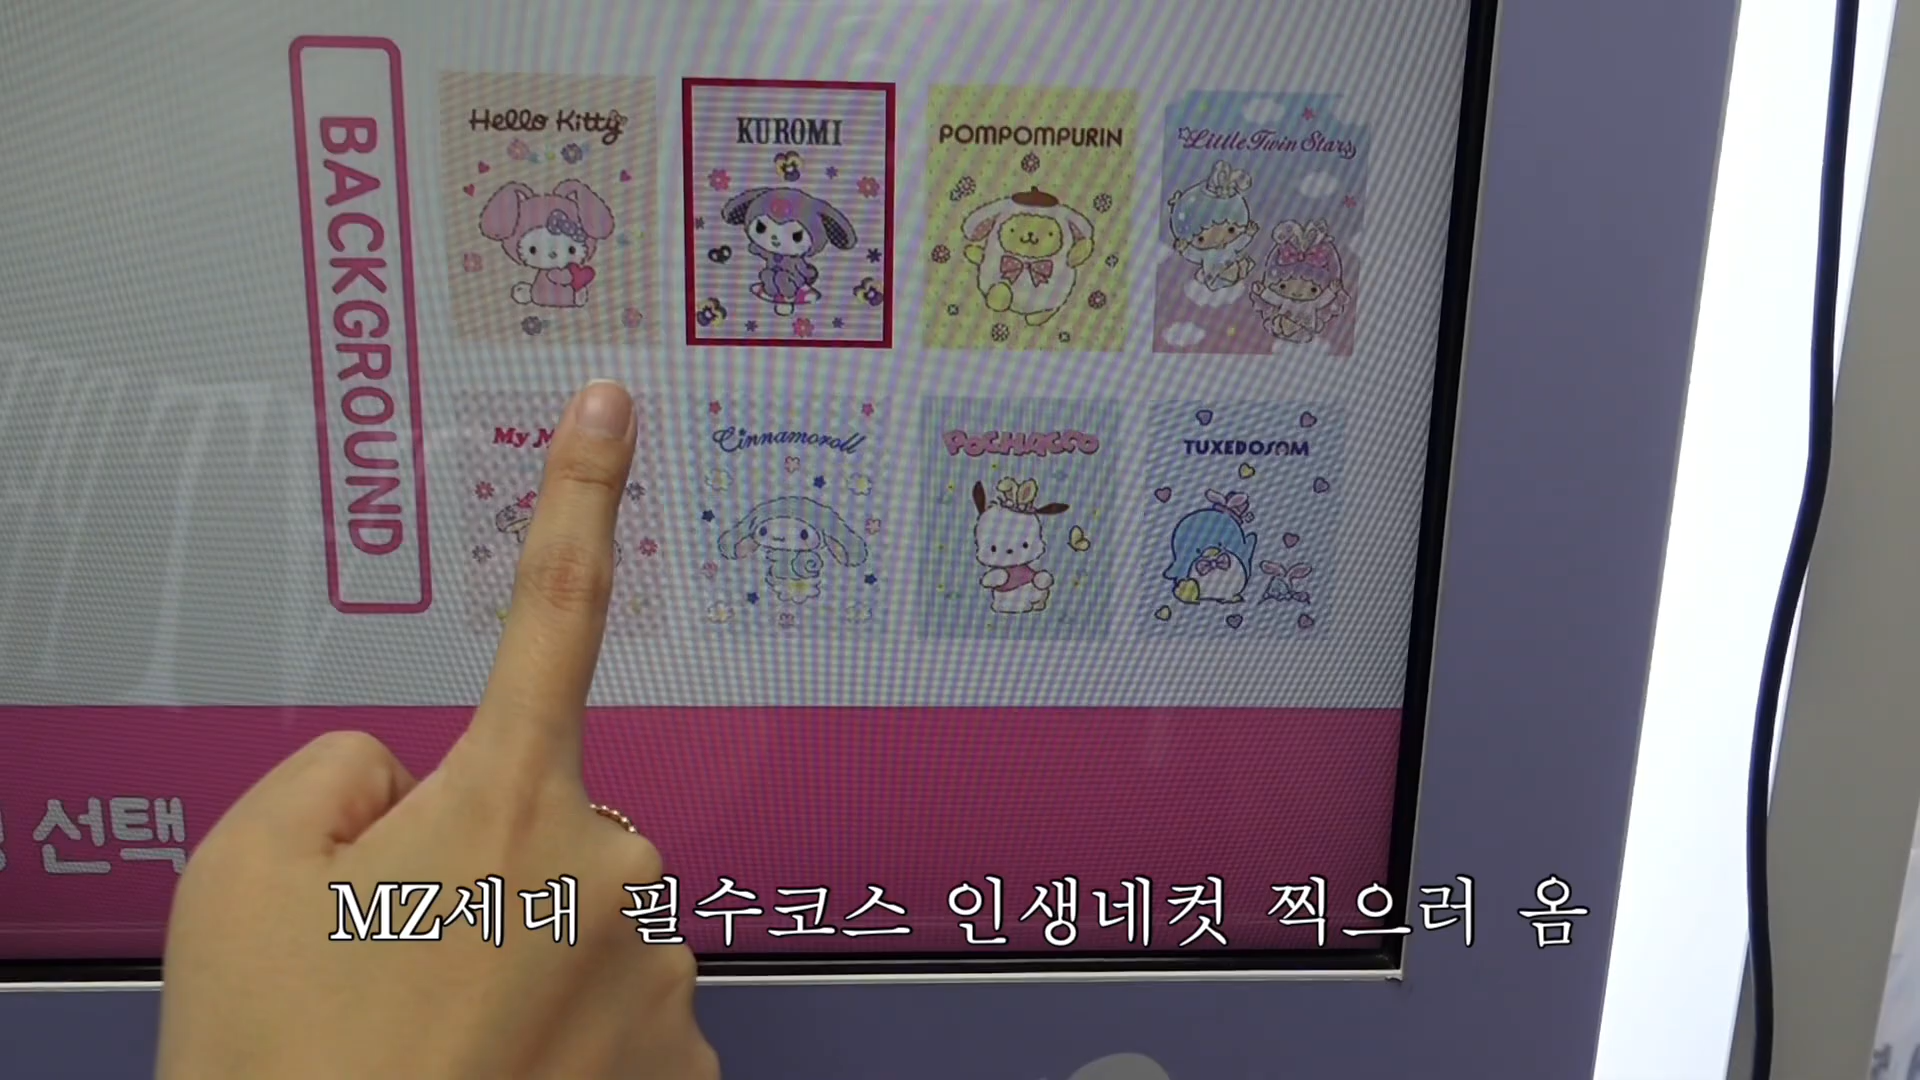 BACKGROUND
Hello Kitty
KUROMI
POMPOMPURIN
Little Twin Stars
My
Cinnamoroll
POCHACCO
TUXEDOSAM
선택
MZ세대 필수코스 인생네컷 찍으러 옴